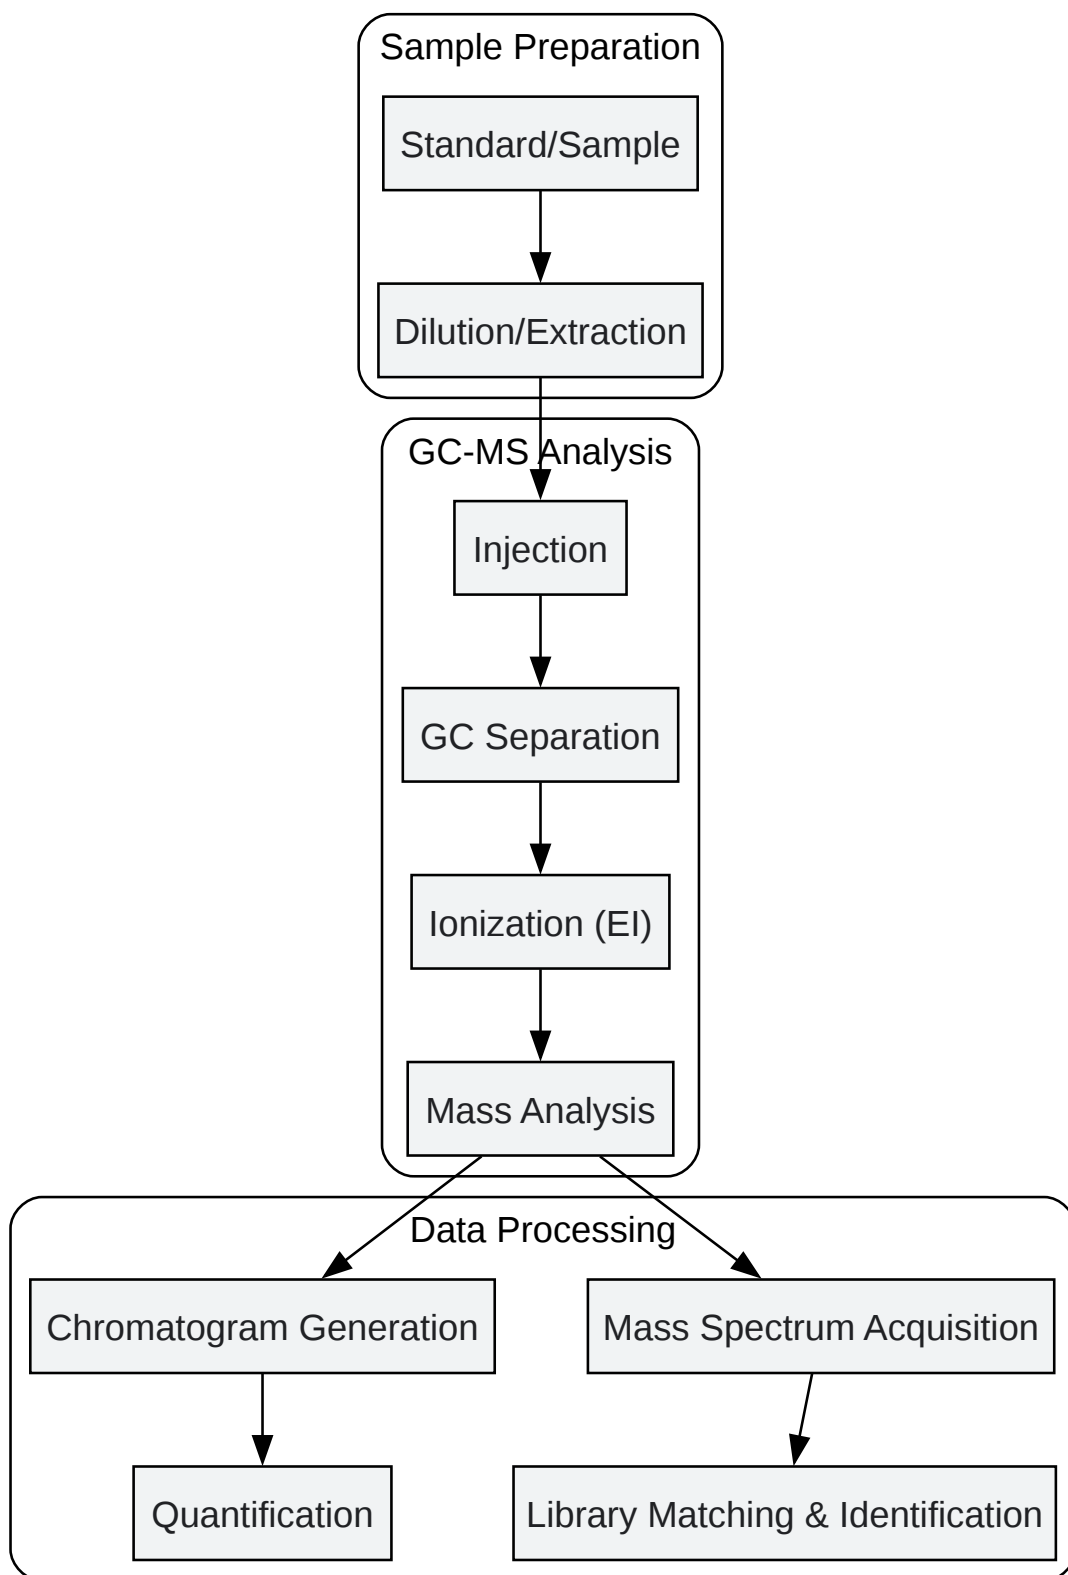 Sample Preparation
Standard/Sample
Dilution/Extraction
GC-MS Analysis
Injection
GC Separation
Ionization (EI)
Mass Analysis
Data Processing
Chromatogram Generation
Mass Spectrum Acquisition
Quantification
Library Matching & Identification